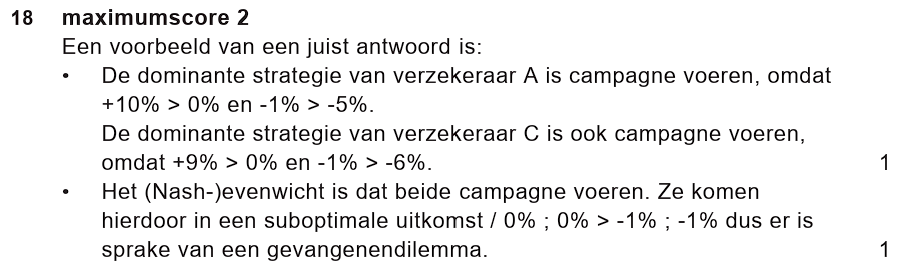 18 maximumscore 2
Een voorbeeld van een juist antwoord is:
• De dominante strategie van verzekeraar A is campagne voeren, omdat
+10% > 0% en -1% > -5%.
De dominante strategie van verzekeraar C is ook campagne voeren,
omdat +9% > 0% en -1% > -6%. 1
• Het (Nash-)evenwicht is dat beide campagne voeren. Ze komen
hierdoor in een suboptimale uitkomst / 0% ; 0% > -1% ; -1% dus er is
sprake van een gevangenendilemma. 1